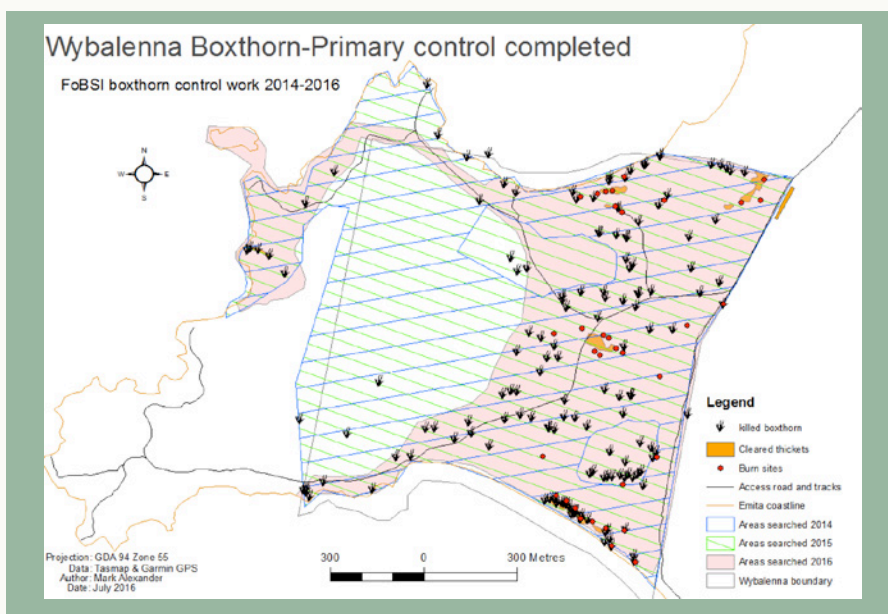 Wybalenna Boxthorn-Primary control completed
FoBSI boxthorn control work 2014-2016
N
W
E
S
Legend
killed boxthorn
Cleared thickets
Burn sites
Access road and tracks
Emita coastline
Areas searched 2014
Areas searched 2015
Areas searched 2016
Wybalenna boundary
Projection: GDA 94 Zone 55
Data: Tasmap & Garmin GPS
Author: Mark Alexander
Date: July 2016
300 0 300 Metres